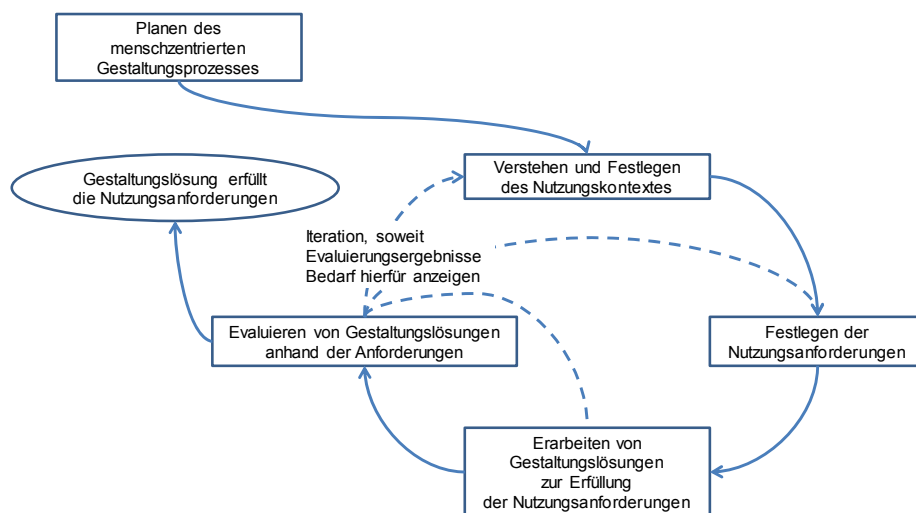 Planen des
menschzentrierten
Gestaltungsprozesses
Verstehen und Festlegen
des Nutzungskontextes
Gestaltungslösung erfüllt
die Nutzungsanforderungen
Iteration, soweit
Evaluierungsergebnisse
Bedarf hierfür anzeigen
Evaluieren von Gestaltungslösungen
anhand der Anforderungen
Festlegen der
Nutzungsanforderungen
Erarbeiten von
Gestaltungslösungen
zur Erfüllung
der Nutzungsanforderungen